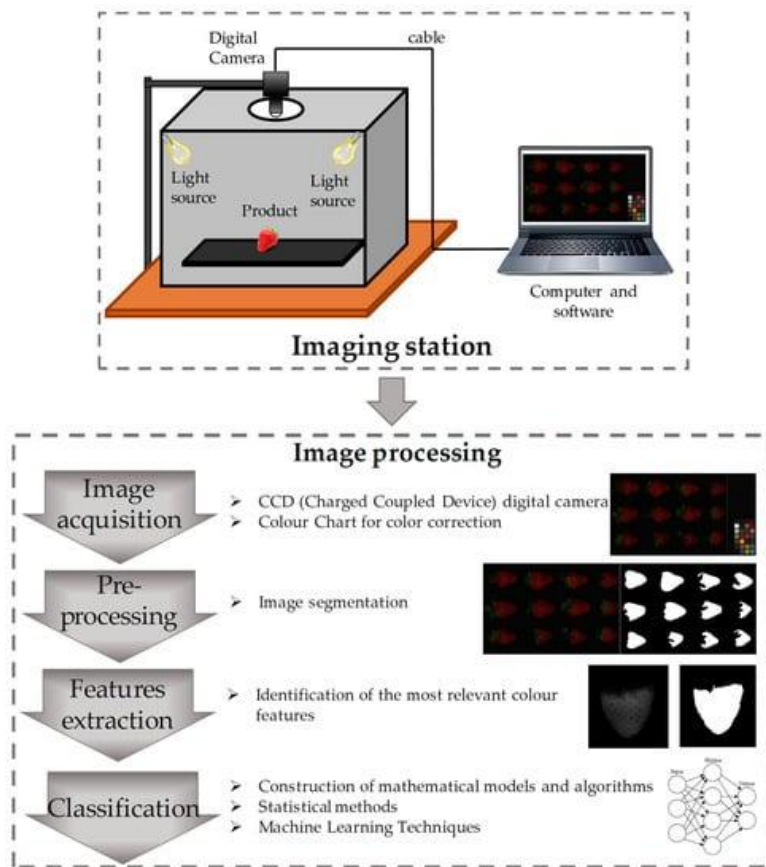 Digital
Camera
cable
Light
source
Light
source
Product
Computer and
software
Imaging station
Image processing
Image
acquisition
➢ CCD (Charged Coupled Device) digital camera
➢ Colour Chart for color correction
Pre-
processing
➢ Image segmentation
Features
extraction
➢ Identification of the most relevant colour
features
Classification
➢ Construction of mathematical models and algorithms
➢ Statistical methods
➢ Machine Learning Techniques